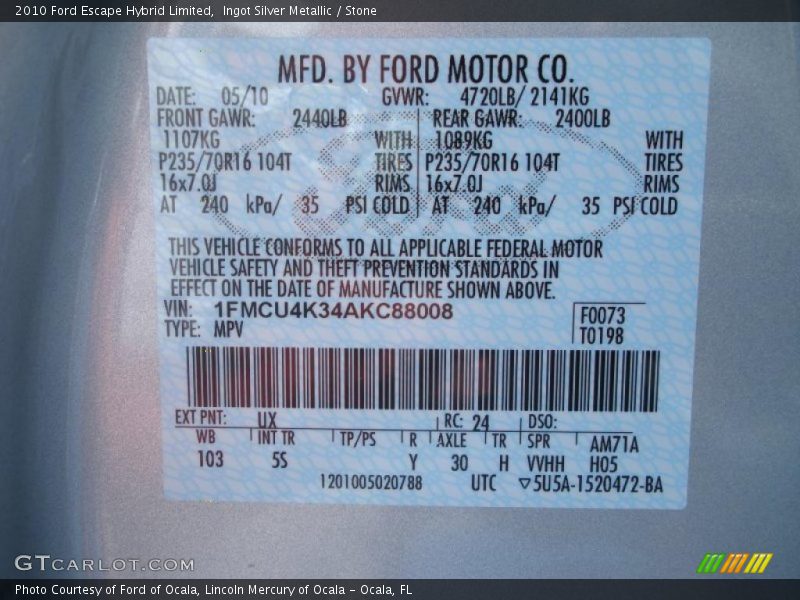 2010 Ford Escape Hybrid Limited, Ingot Silver Metallic / Stone
MFD. BY FORD MOTOR CO.
DATE: 05/10 GVWR: 4720LB/ 2141KG
FRONT GAWR: 2440LB REAR GAWR: 2400LB
1107KG WITH 1089KG WITH
P235/70R16 104T TIRES P235/70R16 104T TIRES
16x7.0J RIMS 16x7.0J RIMS
AT 240 kPa/ 35 PSI COLD AT 240 kPa/ 35 PSI COLD
THIS VEHICLE CONFORMS TO ALL APPLICABLE FEDERAL MOTOR
VEHICLE SAFETY AND THEFT PREVENTION STANDARDS IN
EFFECT ON THE DATE OF MANUFACTURE SHOWN ABOVE.
VIN: 1FMCU4K34AKC88008 F0073
TYPE: MPV T0198
EXT PNT: UX RC: 24 DSO:
WB INT TR TP/PS R AXLE TR SPR AM71A
103 5S Y 30 H VVHH H05
1201005020788 UTC ▽5U5A-1520472-BA
GTCARLOT.COM
Photo Courtesy of Ford of Ocala, Lincoln Mercury of Ocala - Ocala, FL